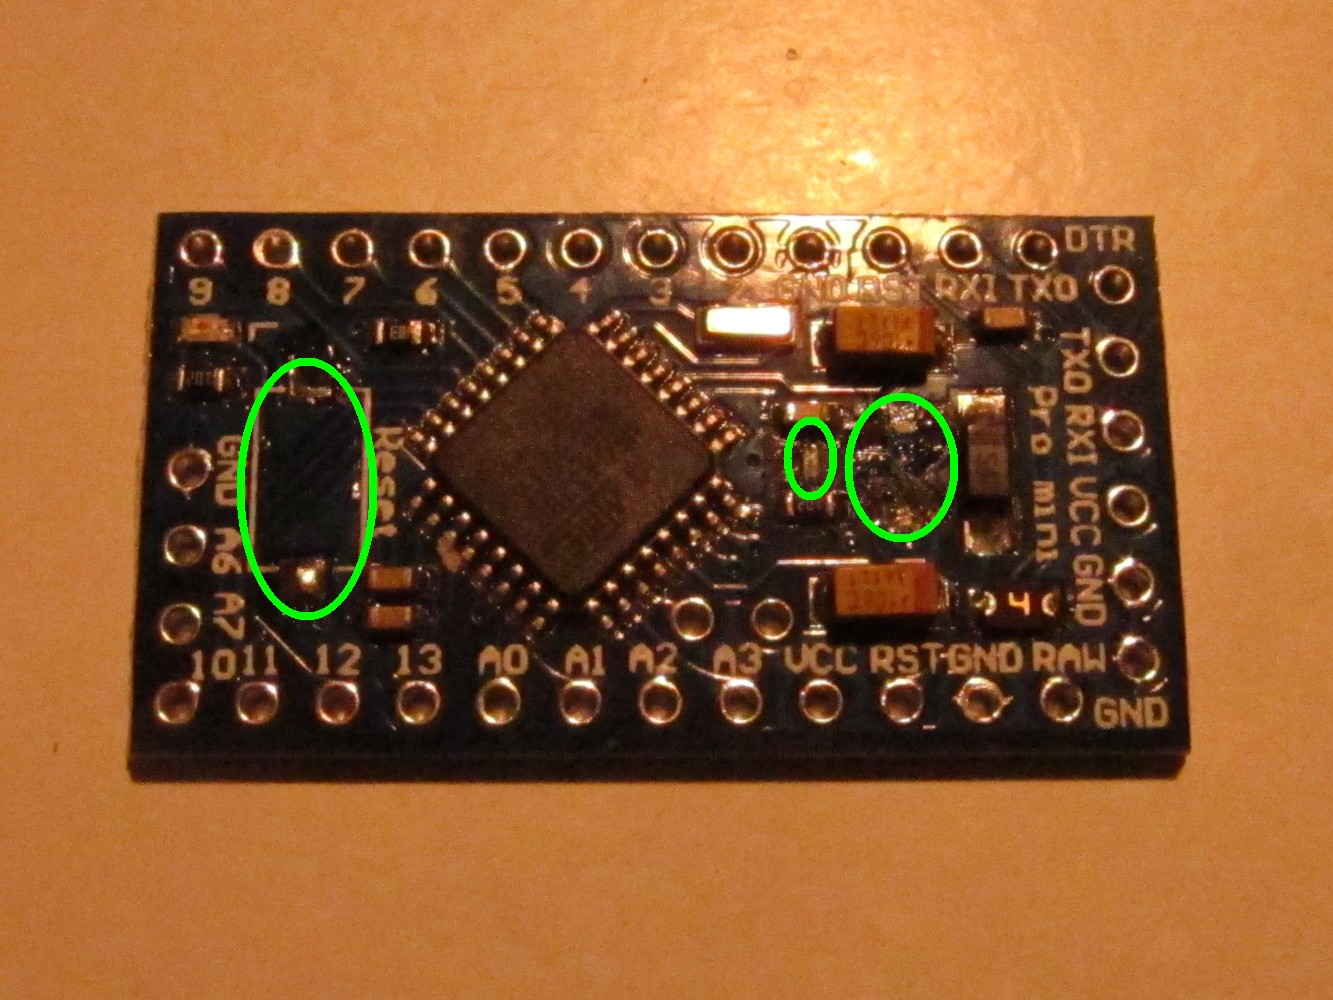 DTR
9 8 7 6 5 4 3 2 GND RST RXI TXO
L
TXO RXI VCC GND
Pro mini
Reset
GND A6 A7
4
10 11 12 13 A0 A1 A2 A3 VCC RST GND RAW
GND